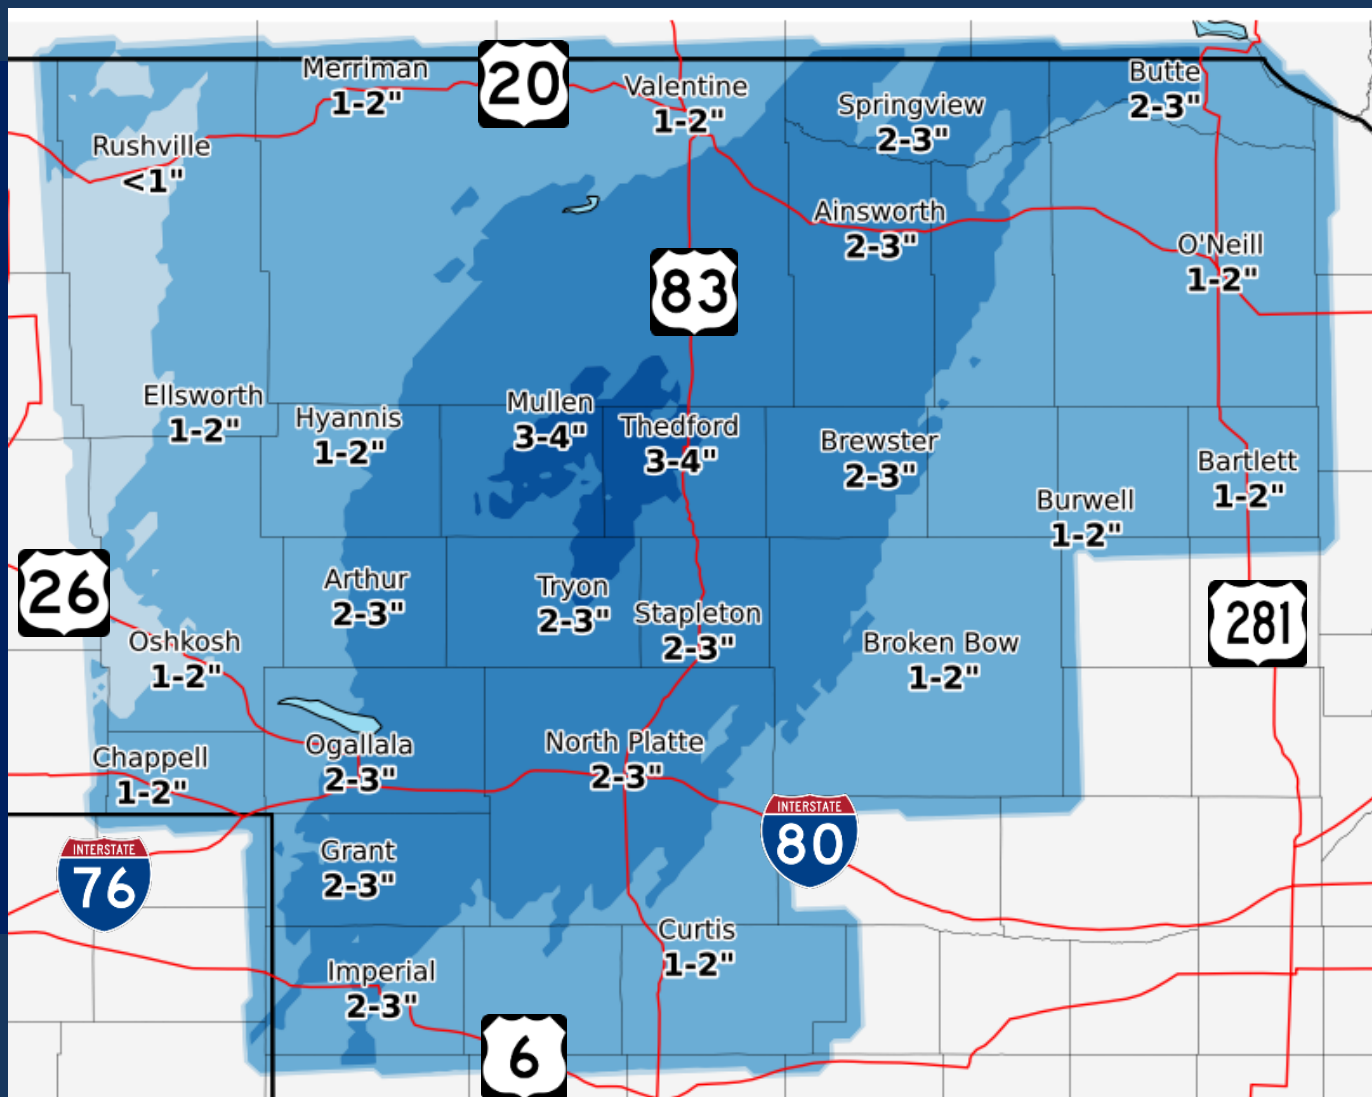 Merriman
1-2"
20
Valentine
1-2"
Springview
2-3"
Butte
2-3"
Rushville
<1"
Ainsworth
2-3"
O'Neill
1-2"
83
Ellsworth
1-2"
Hyannis
1-2"
Mullen
3-4"
Thedford
3-4"
Brewster
2-3"
Bartlett
1-2"
Burwell
1-2"
26
Arthur
2-3"
Tryon
2-3"
Stapleton
2-3"
281
Oshkosh
1-2"
Broken Bow
1-2"
Chappell
1-2"
Ogallala
2-3"
North Platte
2-3"
INTERSTATE
76
Grant
2-3"
INTERSTATE
80
Curtis
1-2"
Imperial
2-3"
6